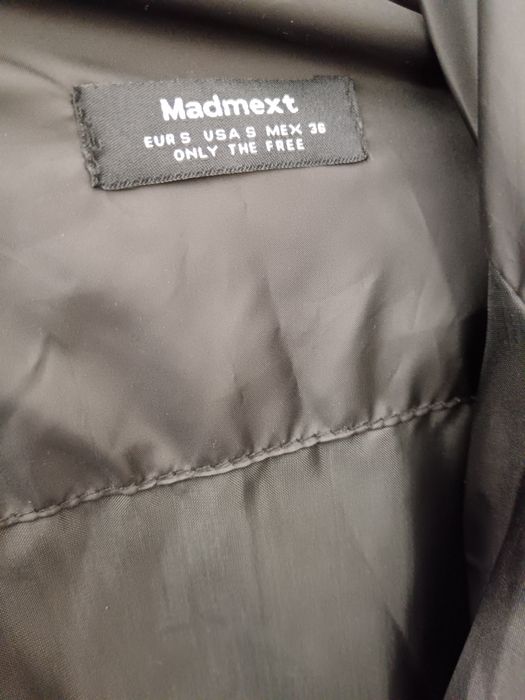 Madmext
EUR S USA S MEX 36
ONLY THE FREE